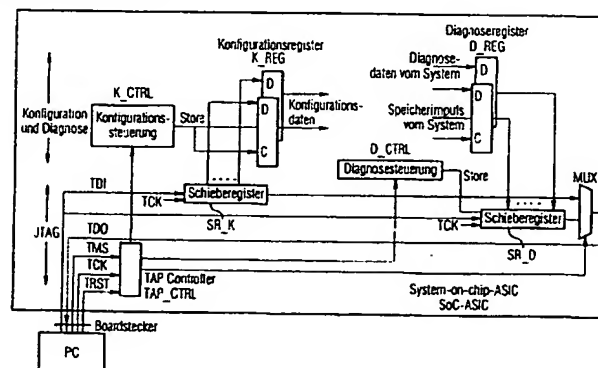 Konfigurationsregister
K_REG
Diagnoseregister
D_REG
Diagnose-
daten vom System
D
D
C
Speicherimpuls
vom System
K_CTRL
Konfigurations-
steuerung
Store
D
D
C
Konfigurations-
daten
Konfiguration
und Diagnose
D_CTRL
Diagnosesteuerung
Store
MUX
TDI
TCK
Schieberegister
SR_K
TCK
Schieberegister
SR_D
JTAG
TDO
TMS
TCK
TRST
TAP Controller
TAP_CTRL
System-on-chip-ASIC
SoC-ASIC
Boardstecker
PC